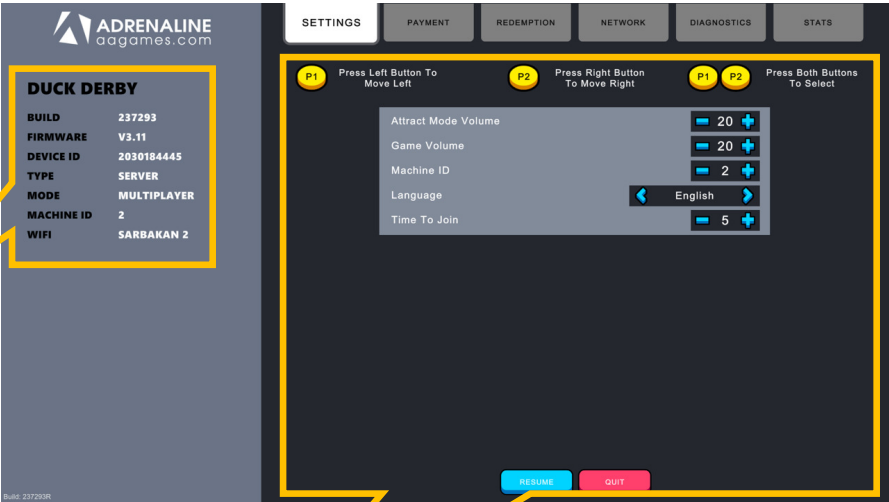 ADRENALINE
aagames.com
SETTINGS
PAYMENT
REDEMPTION
NETWORK
DIAGNOSTICS
STATS
DUCK DERBY
BUILD 237293
FIRMWARE V3.11
DEVICE ID 2030184445
TYPE SERVER
MODE MULTIPLAYER
MACHINE ID 2
WIFI SARBAKAN 2
P1
Press Left Button To
Move Left
P2
Press Right Button
To Move Right
P1 P2
Press Both Buttons
To Select
Attract Mode Volume 20
Game Volume 20
Machine ID 2
Language English
Time To Join 5
RESUME
QUIT
Build: 237293R